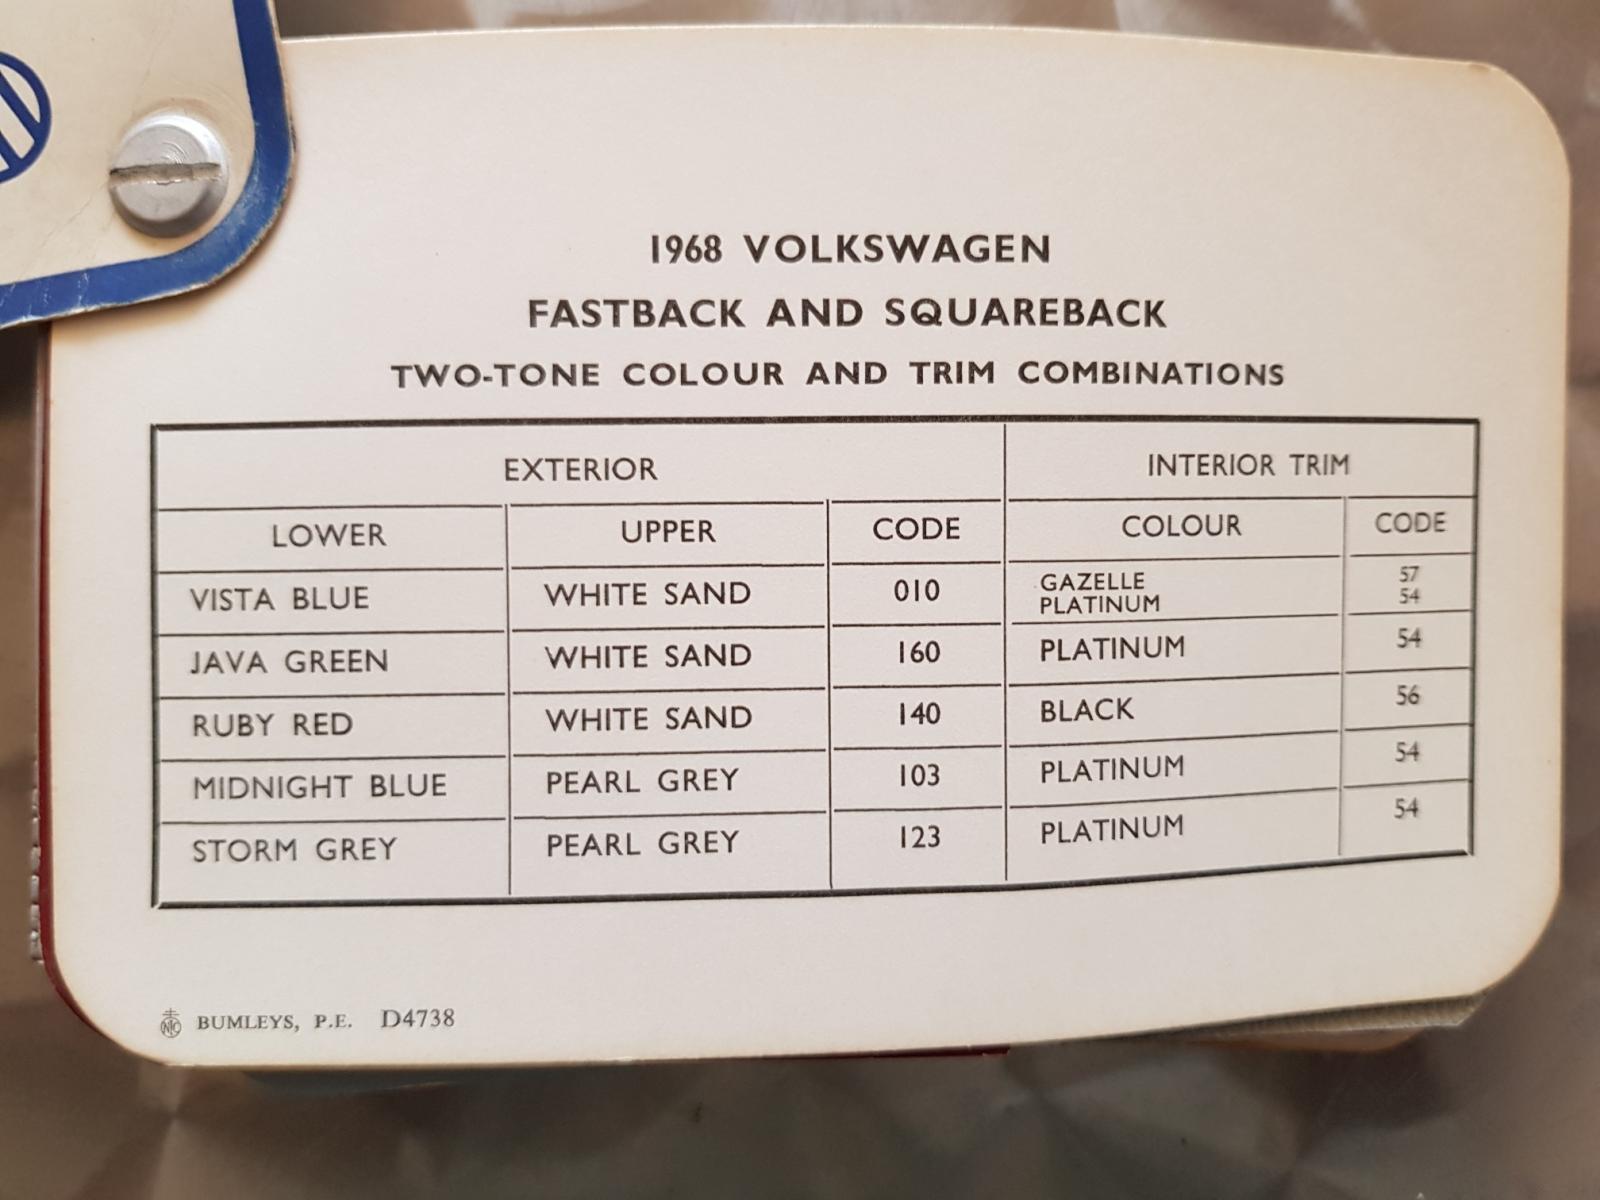 1968 VOLKSWAGEN
FASTBACK AND SQUAREBACK
TWO-TONE COLOUR AND TRIM COMBINATIONS
EXTERIOR INTERIOR TRIM
LOWER UPPER CODE COLOUR CODE
VISTA BLUE WHITE SAND 010 GAZELLE 57
PLATINUM 54
JAVA GREEN WHITE SAND 160 PLATINUM 54
RUBY RED WHITE SAND 140 BLACK 56
MIDNIGHT BLUE PEARL GREY 103 PLATINUM 54
STORM GREY PEARL GREY 123 PLATINUM 54
BUMLEYS, P.E. D4738